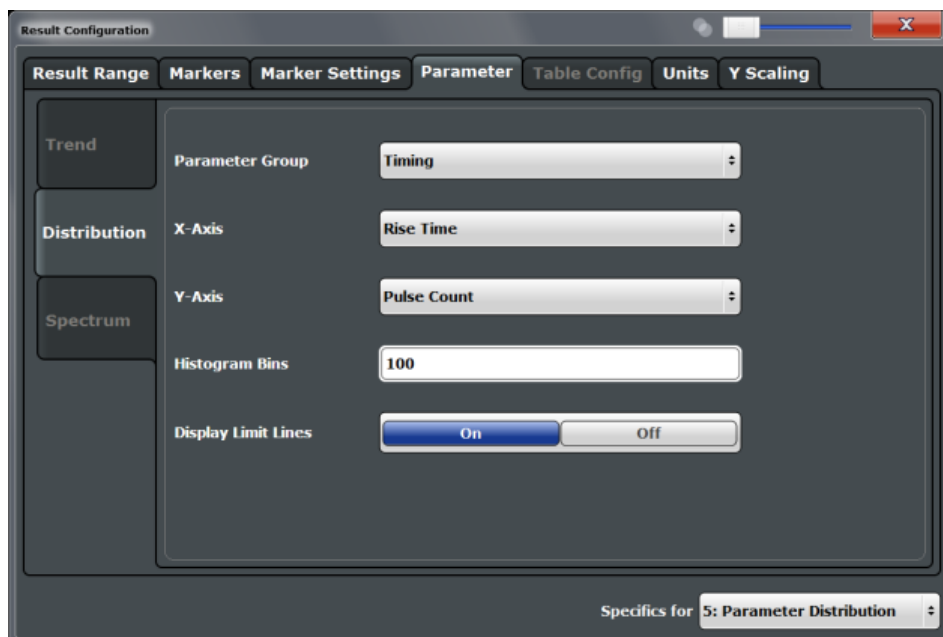 Result Configuration
X
Result Range Markers Marker Settings Parameter Table Config Units Y Scaling
Trend
Distribution
Spectrum
Parameter Group Timing
X-Axis Rise Time
Y-Axis Pulse Count
Histogram Bins 100
Display Limit Lines On Off
Specifics for 5: Parameter Distribution